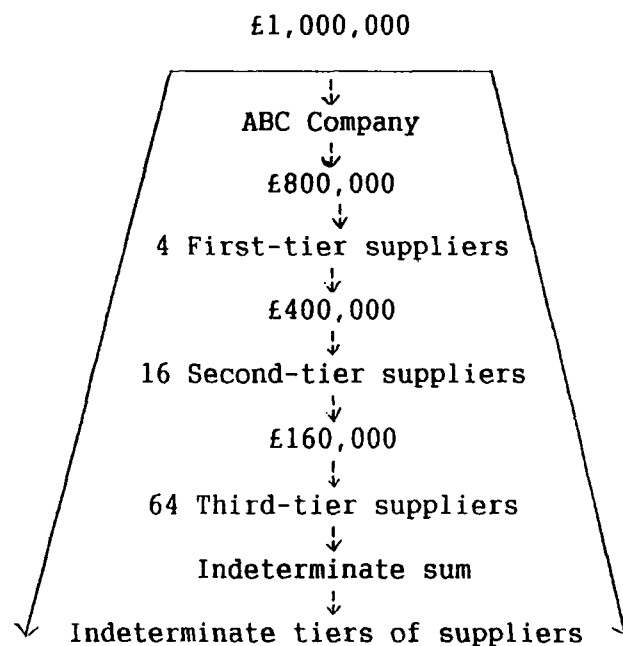 £1,000,000
ABC Company
£800,000
4 First-tier suppliers
£400,000
16 Second-tier suppliers
£160,000
64 Third-tier suppliers
Indeterminate sum
Indeterminate tiers of suppliers